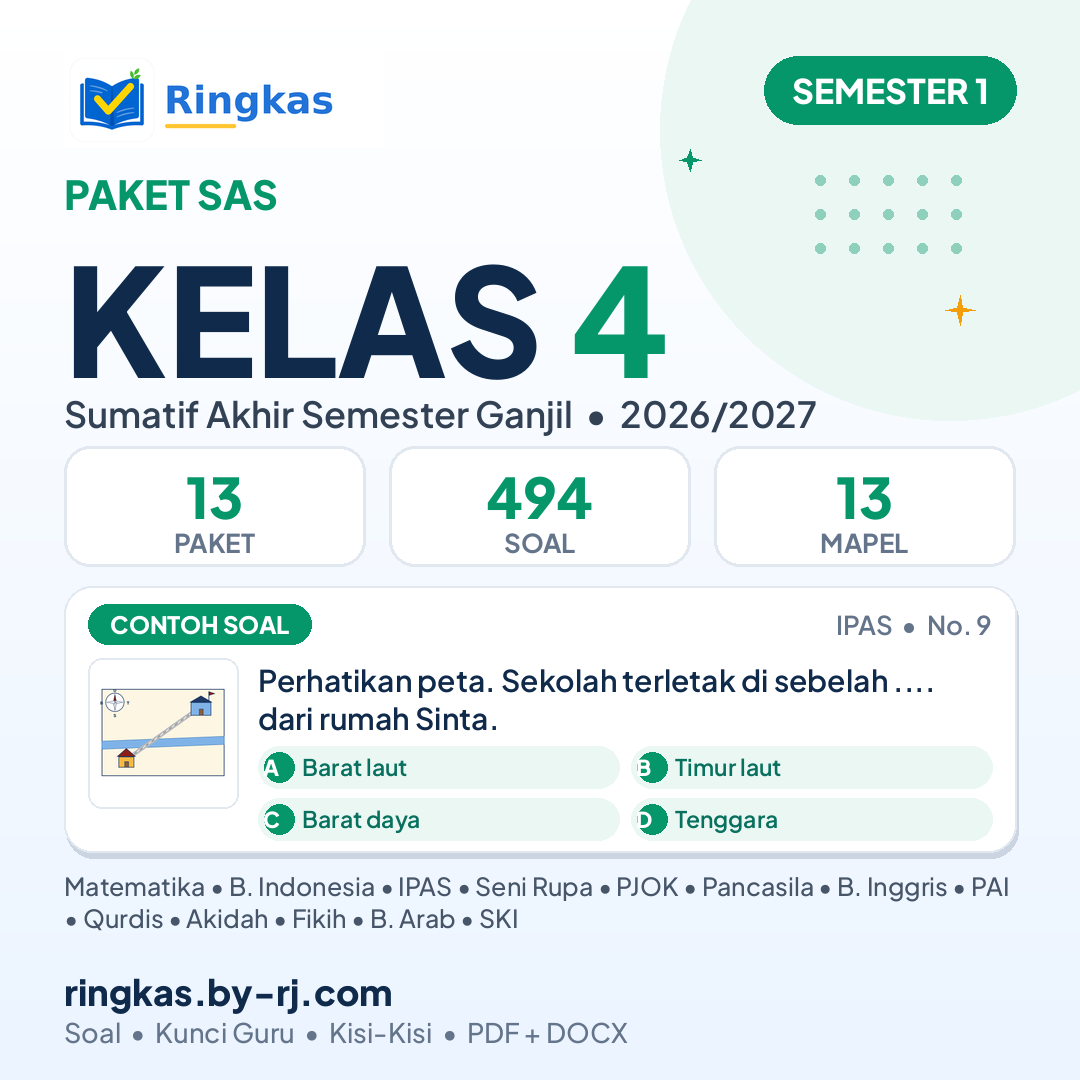 Ringkas
SEMESTER 1
PAKET SAS
KELAS 4
Sumatif Akhir Semester Ganjil • 2026/2027
13
PAKET
494
SOAL
13
MAPEL
CONTOH SOAL
IPAS • No. 9
Perhatikan peta. Sekolah terletak di sebelah ....
dari rumah Sinta.
A Barat laut
B Timur laut
C Barat daya
D Tenggara
Matematika • B. Indonesia • IPAS • Seni Rupa • PJOK • Pancasila • B. Inggris • PAI
• Qurdis • Akidah • Fikih • B. Arab • SKI
ringkas.by-rj.com
Soal • Kunci Guru • Kisi-Kisi • PDF + DOCX